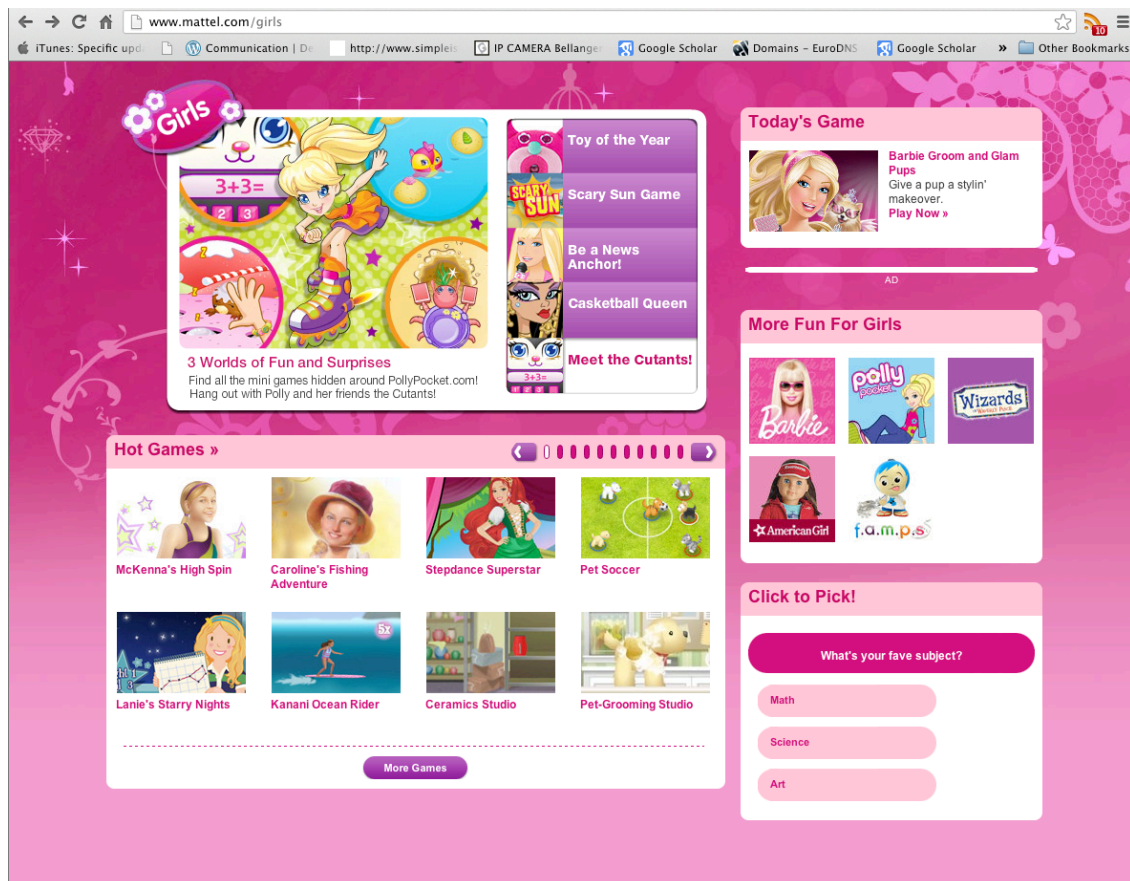 www.mattel.com/girls
10
iTunes: Specific upd
Communication | De
http://www.simpleis
IP CAMERA Bellanger
Google Scholar
Domains – EuroDNS
Google Scholar
»
Other Bookmarks
Girls
3+3=
2 3
3 Worlds of Fun and Surprises
Find all the mini games hidden around PollyPocket.com!
Hang out with Polly and her friends the Cutants!
Toy of the Year
SCARY
SUN
Scary Sun Game
Be a News
Anchor!
Casketball Queen
3+3=
Meet the Cutants!
Today's Game
Barbie Groom and Glam
Pups
Give a pup a stylin'
makeover.
Play Now »
AD
More Fun For Girls
Barbie
polly
pocket
Wizards
American Girl
f.a.m.p.s
Hot Games »
McKenna's High Spin
Caroline's Fishing
Adventure
Stepdance Superstar
Pet Soccer
5x
Lanie's Starry Nights
Kanani Ocean Rider
Ceramics Studio
Pet-Grooming Studio
More Games
Click to Pick!
What's your fave subject?
Math
Science
Art